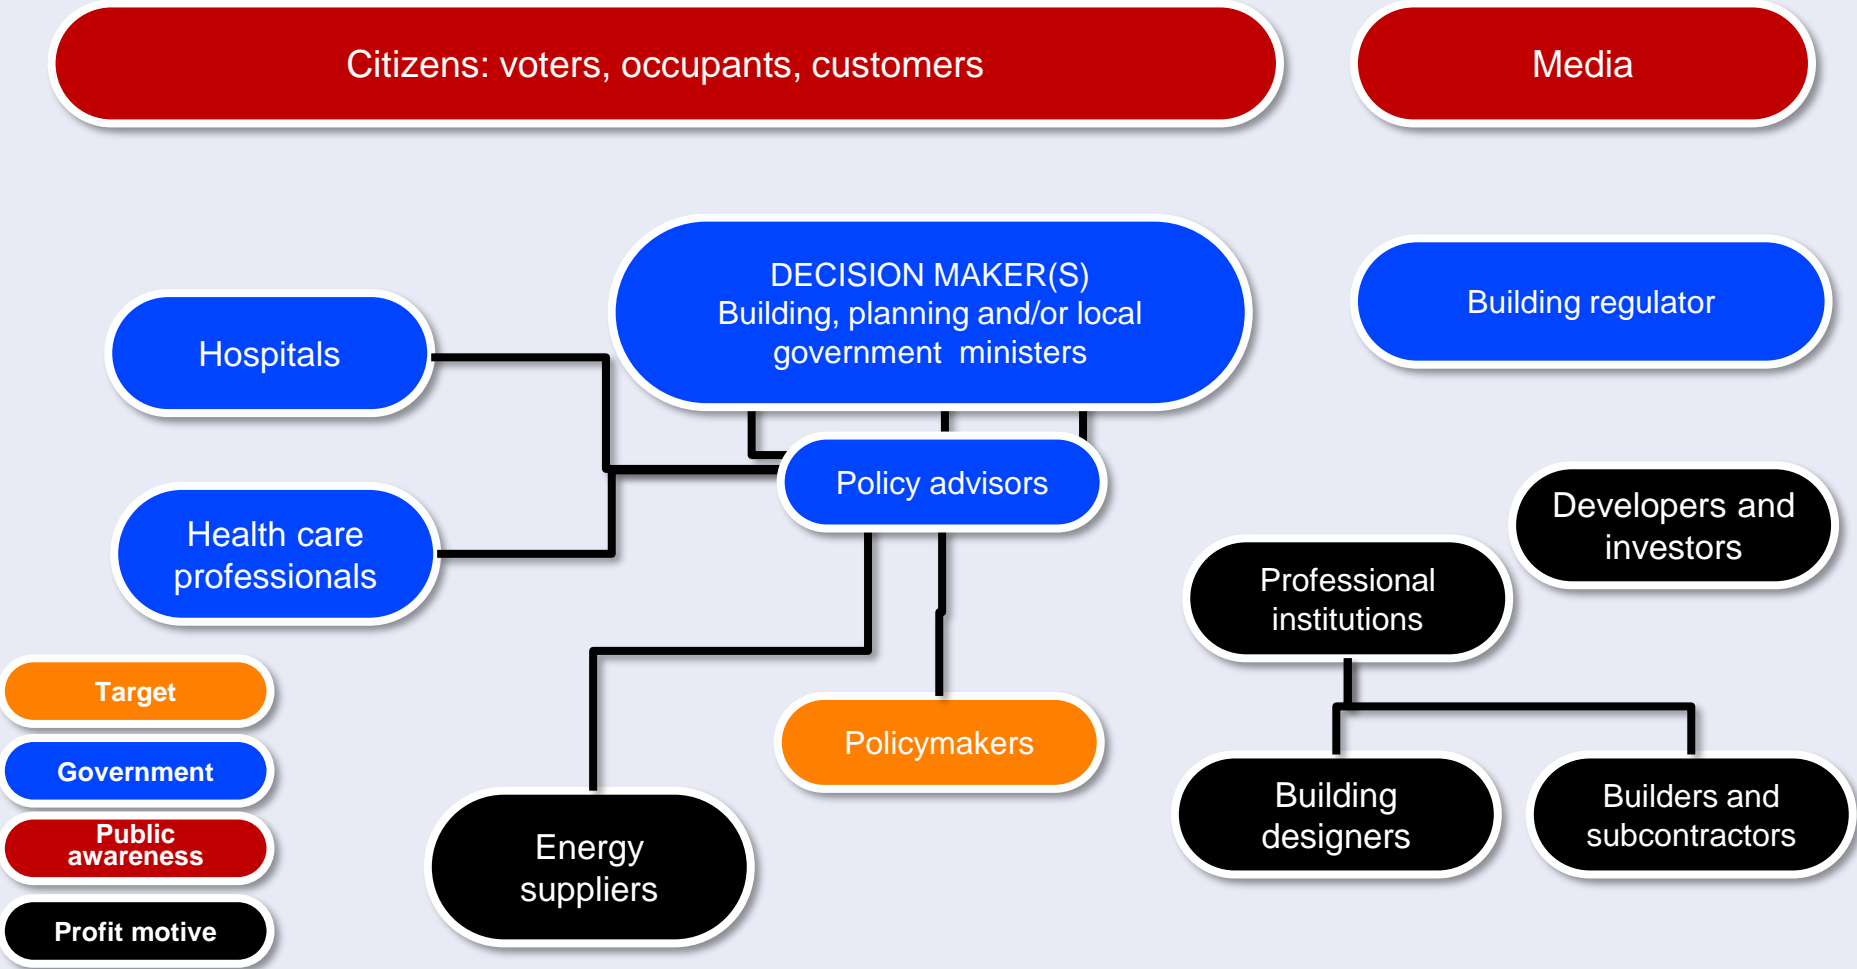 Citizens: voters, occupants, customers
Media
DECISION MAKER(S)
Building, planning and/or local
government  ministers
Building regulator
Hospitals
Policy advisors
Health care
professionals
Developers and
investors
Professional
institutions
Target
Policymakers
Government
Building
designers
Builders and
subcontractors
Public
awareness
Energy
suppliers
Profit motive